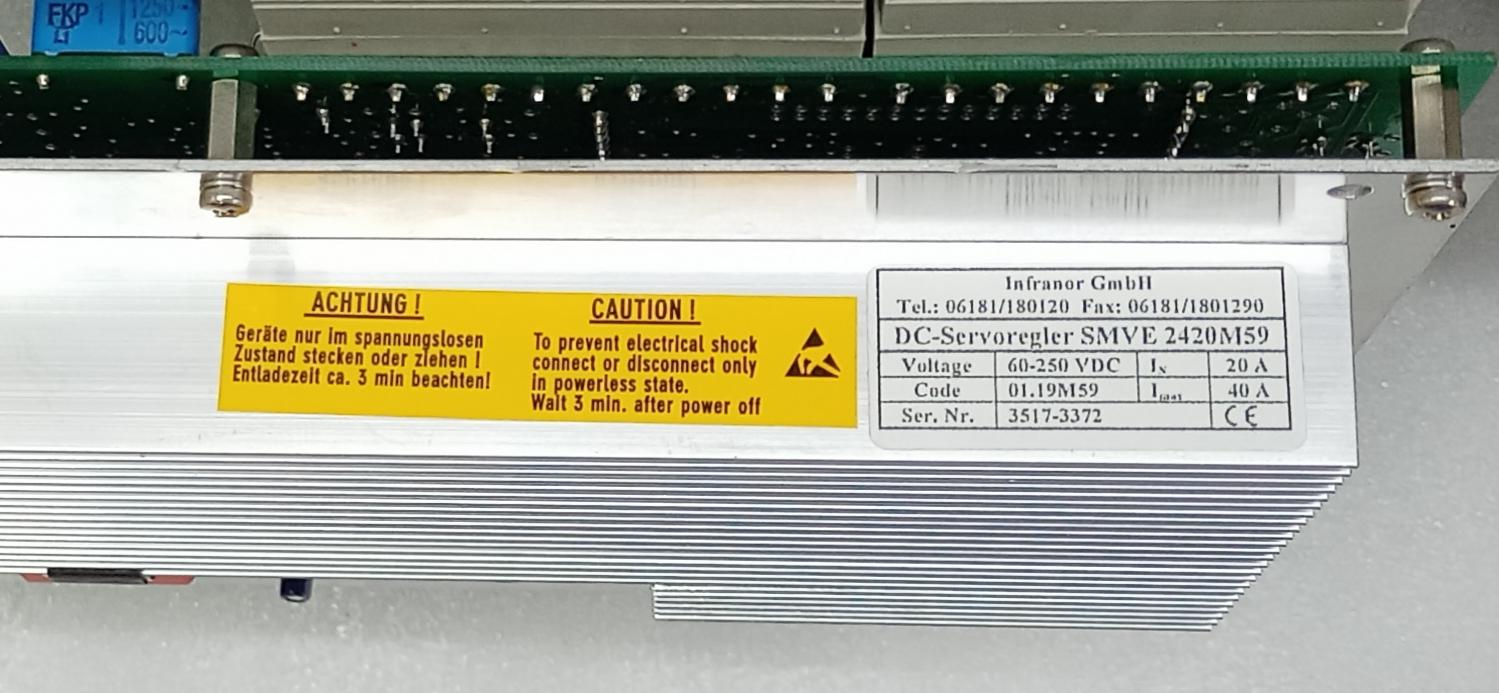 FKP 1
1250-
600~
ACHTUNG !
Geräte nur im spannungslosen
Zustand stecken oder ziehen !
Entladezeit ca. 3 min beachten!
CAUTION !
To prevent electrical shock
connect or disconnect only
in powerless state.
Wait 3 min. after power off
Infranor GmbH
Tel.: 06181/180120 Fax: 06181/1801290
DC-Servoregler SMVE 2420M59
Voltage 60-250 VDC IN 20 A
Code 01.19M59 Imax 40 A
Ser. Nr. 3517-3372 CE